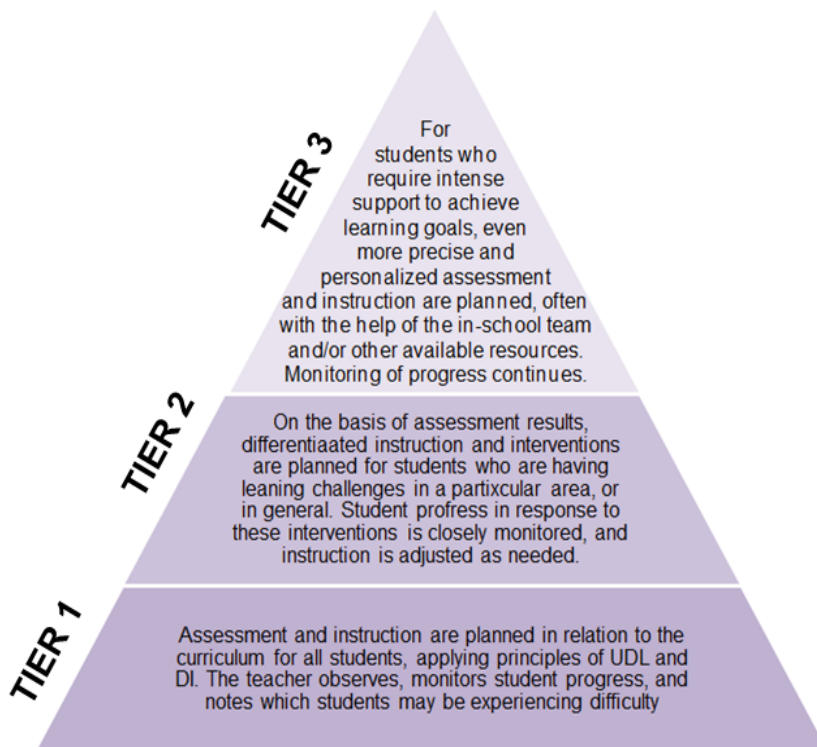 TIER 3
For
students who
require intense
support to achieve
learning goals, even
more precise and
personalized assessment
and instruction are planned, often
with the help of the in-school team
and/or other available resources.
Monitoring of progress continues.
TIER 2
On the basis of assessment results,
differentiaated instruction and interventions
are planned for students who are having
leaning challenges in a partixcular area, or
in general. Student profress in response to
these interventions is closely monitored, and
instruction is adjusted as needed.
TIER 1
Assessment and instruction are planned in relation to the
curriculum for all students, applying principles of UDL and
DI. The teacher observes, monitors student progress, and
notes which students may be experiencing difficulty